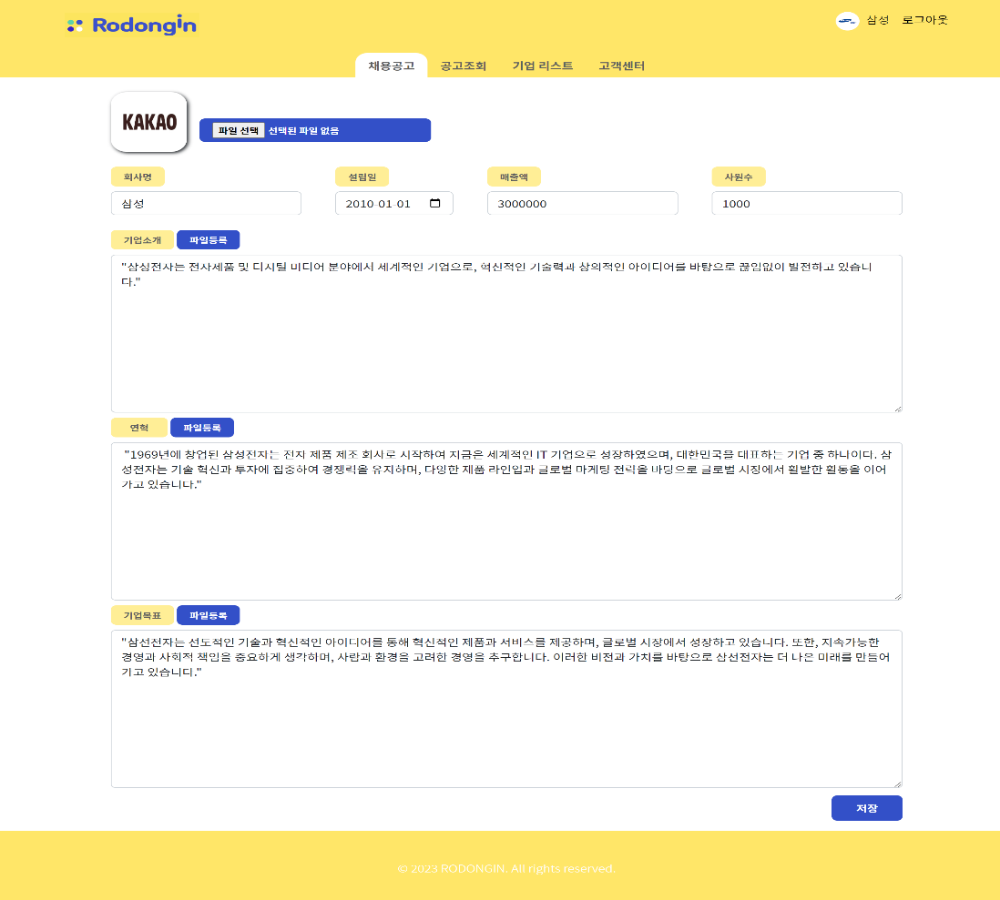 Rodongin
삼성 로그아웃
채용공고 공고조회 기업 리스트 고객센터
KAKAO
파일 선택 선택된 파일 없음
회사명 설립일 매출액 사원수
삼성 2010-01-01 3000000 1000
기업소개 파일등록
"삼성전자는 전자제품 및 디지털 미디어 분야에서 세계적인 기업으로, 혁신적인 기술력과 창의적인 아이디어를 바탕으로 끊임없이 발전하고 있습니
다."
연혁 파일등록
"1969년에 창업된 삼성전자는 전자 제품 제조 회사로 시작하여 지금은 세계적인 IT 기업으로 성장하였으며, 대한민국을 대표하는 기업 중 하나이다. 삼
성전자는 기술 혁신과 투자에 집중하여 경쟁력을 유지하며, 다양한 제품 라인업과 글로벌 마케팅 전략을 바탕으로 글로벌 시장에서 활발한 활동을 이어
가고 있습니다."
기업목표 파일등록
"삼선전자는 선도적인 기술과 혁신적인 아이디어를 통해 혁신적인 제품과 서비스를 제공하며, 글로벌 시장에서 성장하고 있습니다. 또한, 지속가능한
경영과 사회적 책임을 중요하게 생각하며, 사람과 환경을 고려한 경영을 추구합니다. 이러한 비전과 가치를 바탕으로 삼선전자는 더 나은 미래를 만들어
가고 있습니다."
저장
© 2023 RODONGIN. All rights reserved.